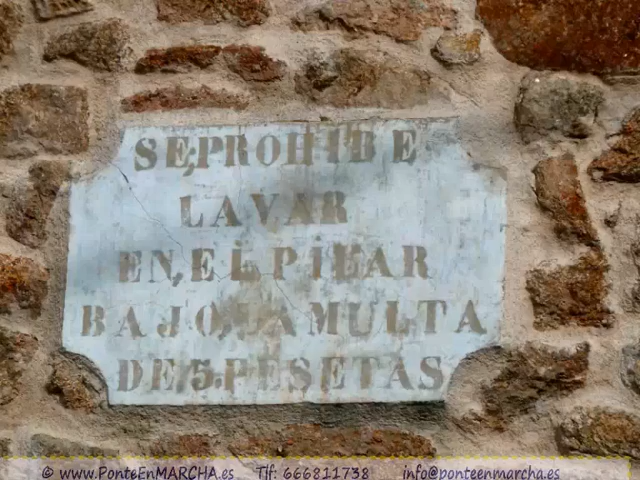 SE,PROHIBE
LAVAR
EN,EL PILAR
BAJO,LA MULTA
DE,5.PESETAS
© www.PonteEnMARCHA.es Tlf: 666811738 info@ponteenmarcha.es